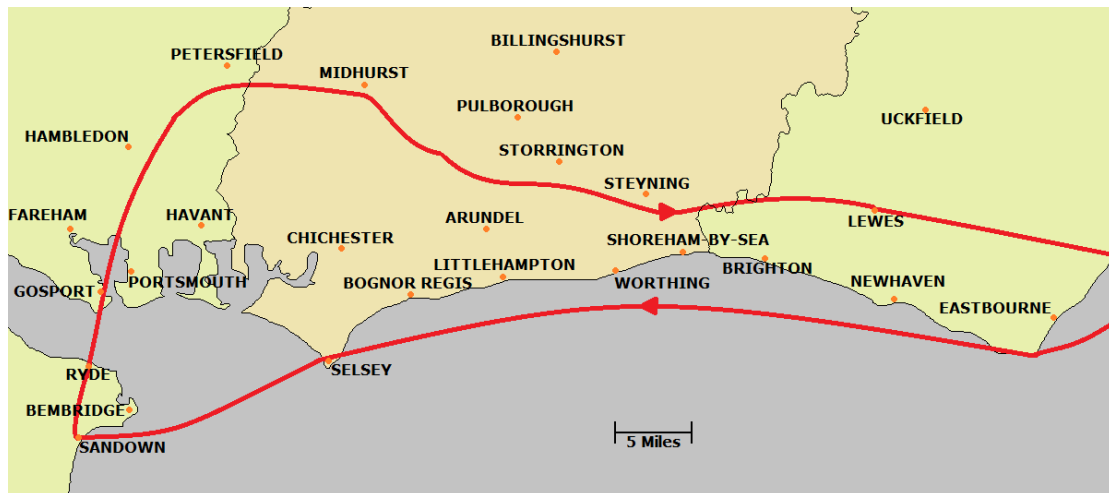 BILLINGSHURST
PETERSFIELD
MIDHURST
PULBOROUGH
UCKFIELD
HAMBLEDON
STORRINGTON
STEYNING
FAREHAM
HAVANT
ARUNDEL
LEWES
CHICHESTER
SHOREHAM-BY-SEA
LITTLEHAMPTON
BRIGHTON
PORTSMOUTH
GOSPORT
BOGNOR REGIS
WORTHING
NEWHAVEN
EASTBOURNE
RYDE
SELSEY
BEMBRIDGE
5 Miles
SANDOWN